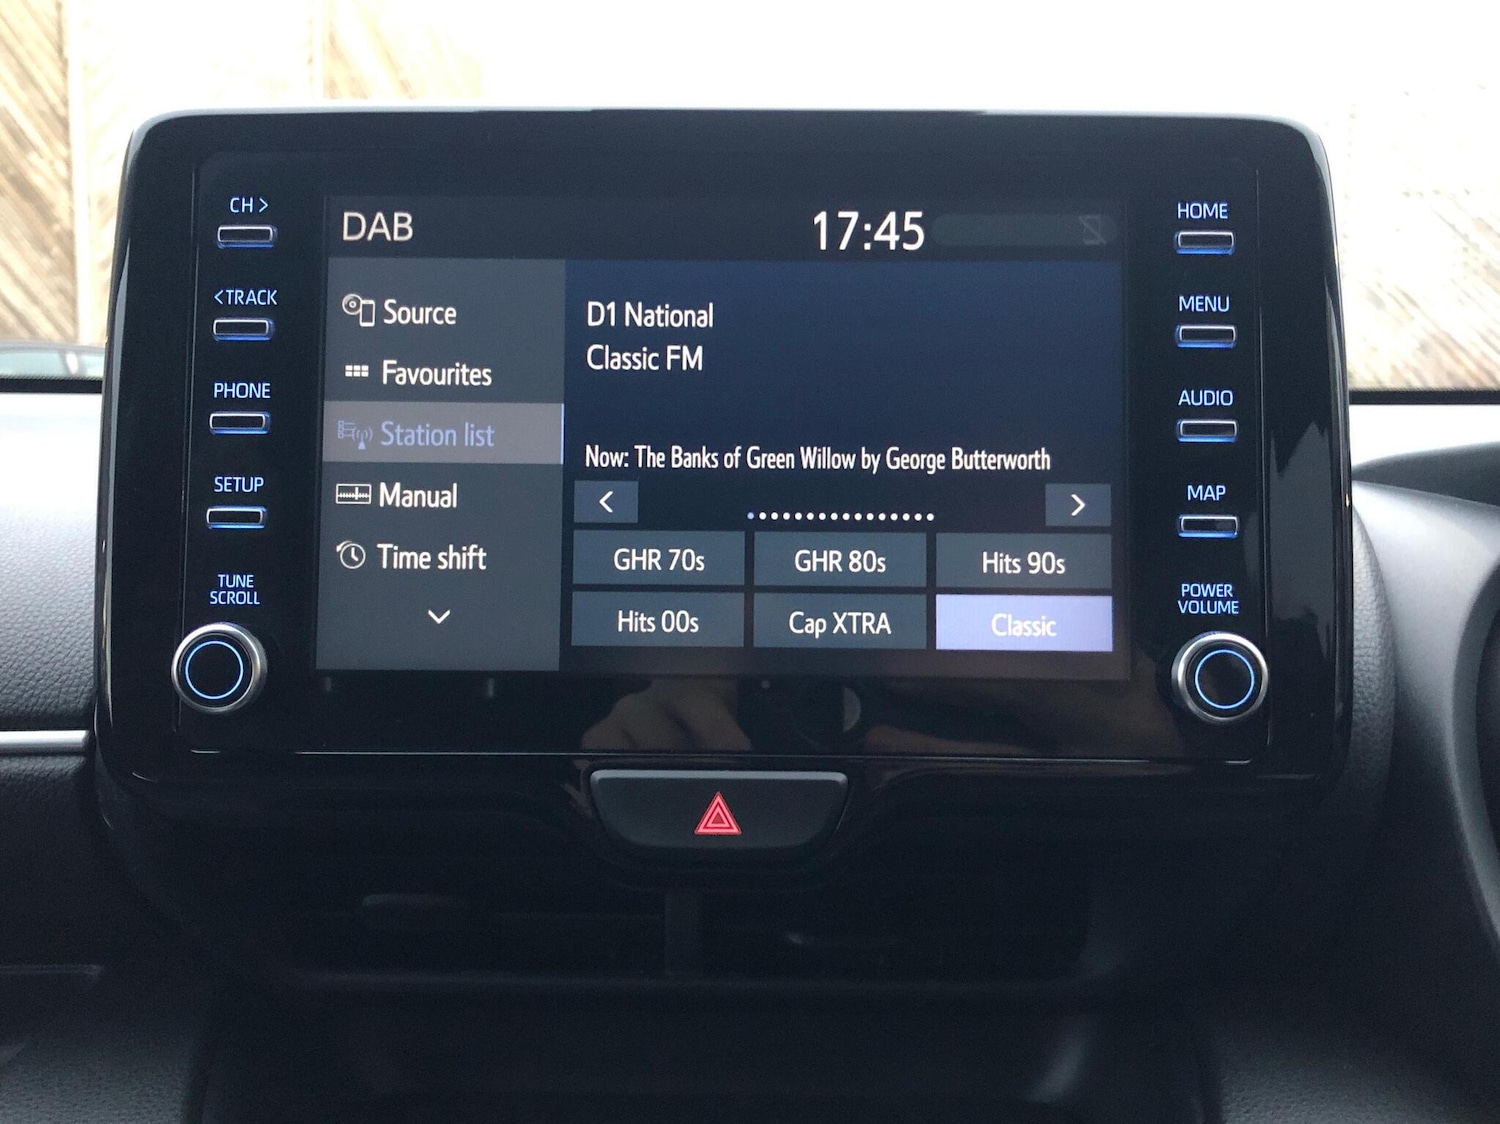 CH >
<TRACK
PHONE
SETUP
TUNE
SCROLL
DAB
17:45
Source
Favourites
Station list
Manual
Time shift
D1 National
Classic FM
Now: The Banks of Green Willow by George Butterworth
<
>
GHR 70s
GHR 80s
Hits 90s
Hits 00s
Cap XTRA
Classic
HOME
MENU
AUDIO
MAP
POWER
VOLUME